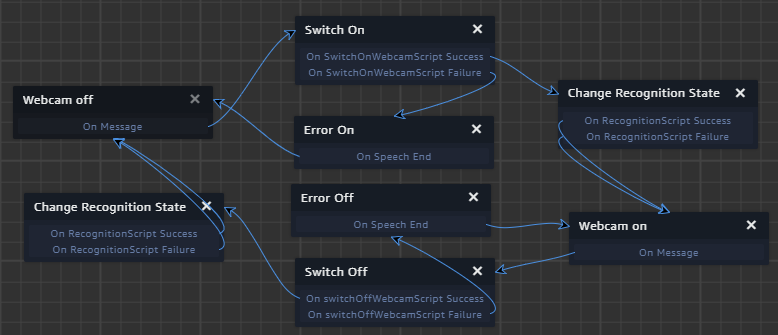 Switch On
On SwitchOnWebcamScript Success
On SwitchOnWebcamScript Failure
Webcam off
On Message
Change Recognition State
On RecognitionScript Success
On RecognitionScript Failure
Error On
On Speech End
Change Recognition State
On RecognitionScript Success
On RecognitionScript Failure
Error Off
On Speech End
Webcam on
On Message
Switch Off
On switchOffWebcamScript Success
On switchOffWebcamScript Failure